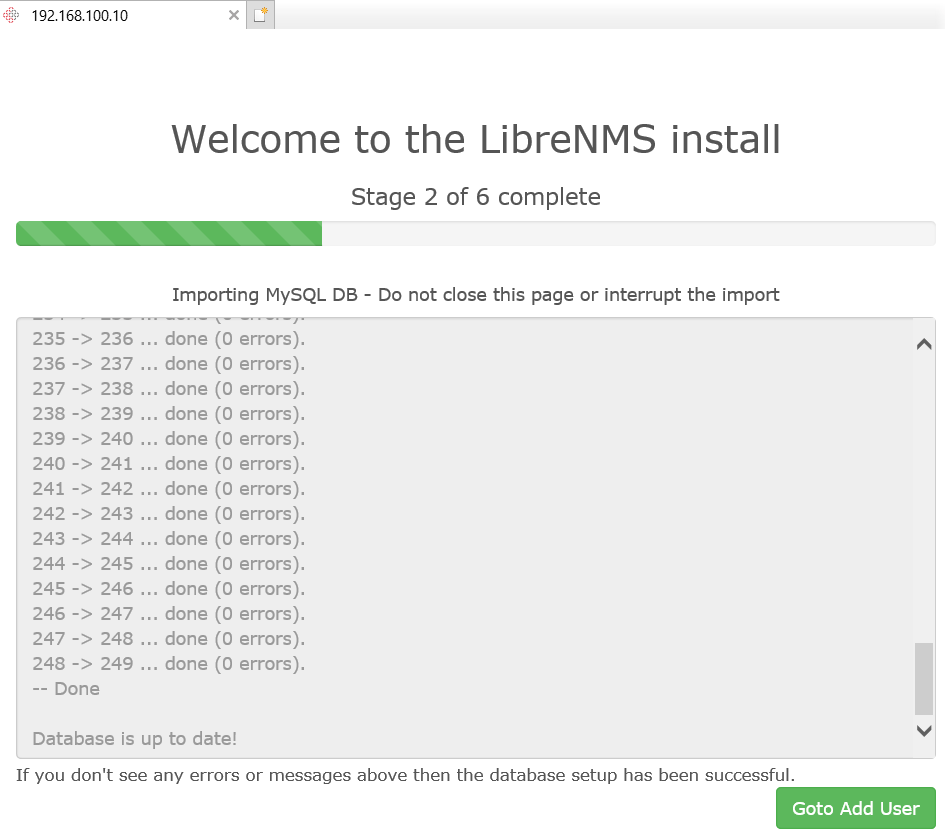 192.168.100.10
Welcome to the LibreNMS install
Stage 2 of 6 complete
Importing MySQL DB - Do not close this page or interrupt the import
235 -> 236 ... done (0 errors).
236 -> 237 ... done (0 errors).
237 -> 238 ... done (0 errors).
238 -> 239 ... done (0 errors).
239 -> 240 ... done (0 errors).
240 -> 241 ... done (0 errors).
241 -> 242 ... done (0 errors).
242 -> 243 ... done (0 errors).
243 -> 244 ... done (0 errors).
244 -> 245 ... done (0 errors).
245 -> 246 ... done (0 errors).
246 -> 247 ... done (0 errors).
247 -> 248 ... done (0 errors).
248 -> 249 ... done (0 errors).
-- Done
Database is up to date!
If you don't see any errors or messages above then the database setup has been successful.
Goto Add User